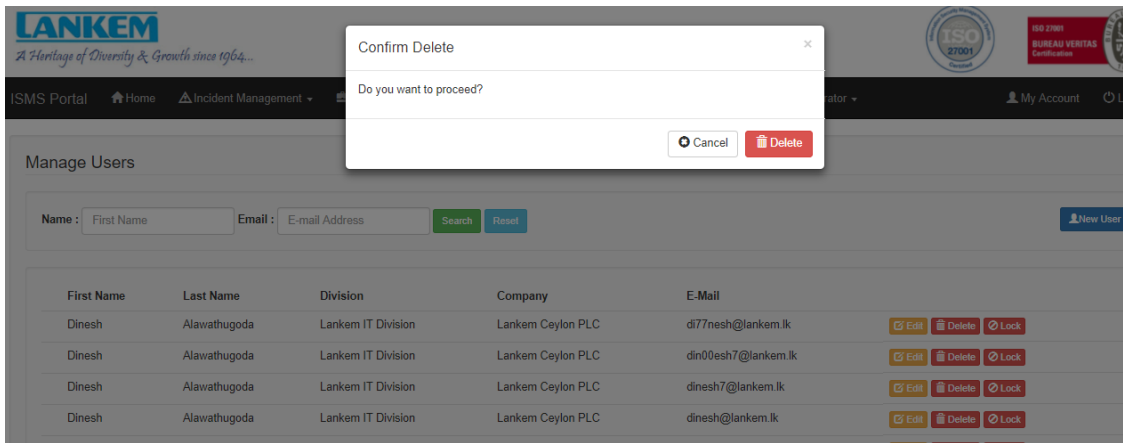 LANKEM
A Heritage of Diversity & Growth since 1964...
ISO
27001
Certified
ISO 27001
BUREAU VERITAS
Certification
Confirm Delete ×
Do you want to proceed?
Cancel Delete
ISMS Portal Home Incident Management My Account
Manage Users
Name : First Name Email : E-mail Address Search Reset New User
First Name Last Name Division Company E-Mail
Dinesh Alawathugoda Lankem IT Division Lankem Ceylon PLC di77nesh@lankem.lk Edit Delete Lock
Dinesh Alawathugoda Lankem IT Division Lankem Ceylon PLC din00esh7@lankem.lk Edit Delete Lock
Dinesh Alawathugoda Lankem IT Division Lankem Ceylon PLC dinesh7@lankem.lk Edit Delete Lock
Dinesh Alawathugoda Lankem IT Division Lankem Ceylon PLC dinesh@lankem.lk Edit Delete Lock